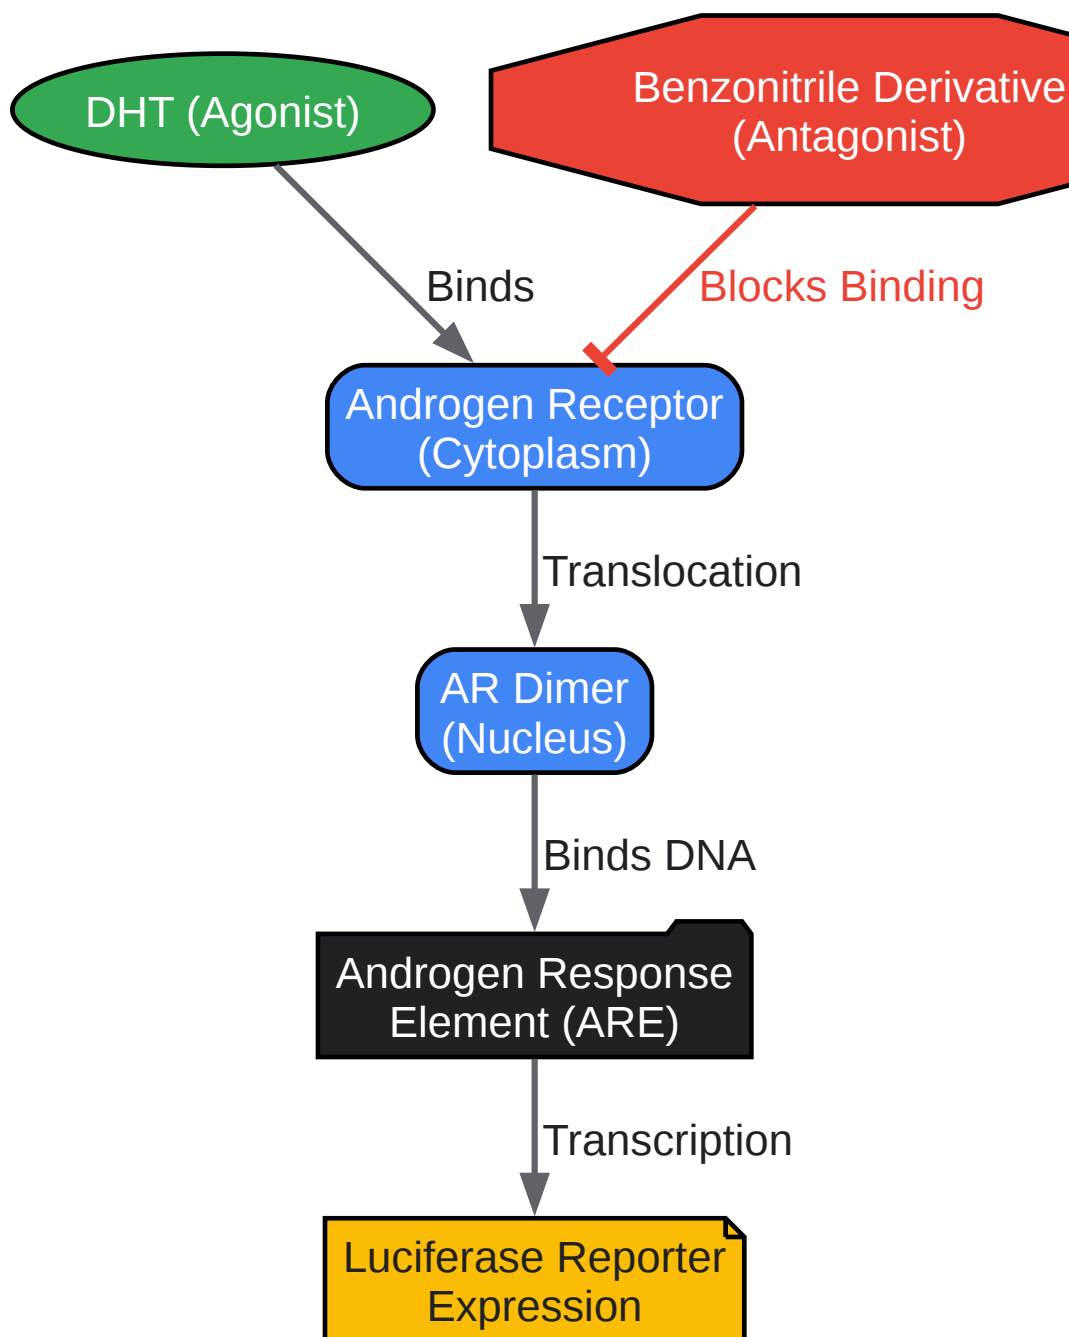 DHT (Agonist)
Benzonitrile Derivative
(Antagonist)
Binds
Blocks Binding
Androgen Receptor
(Cytoplasm)
Translocation
AR Dimer
(Nucleus)
Binds DNA
Androgen Response
Element (ARE)
Transcription
Luciferase Reporter
Expression